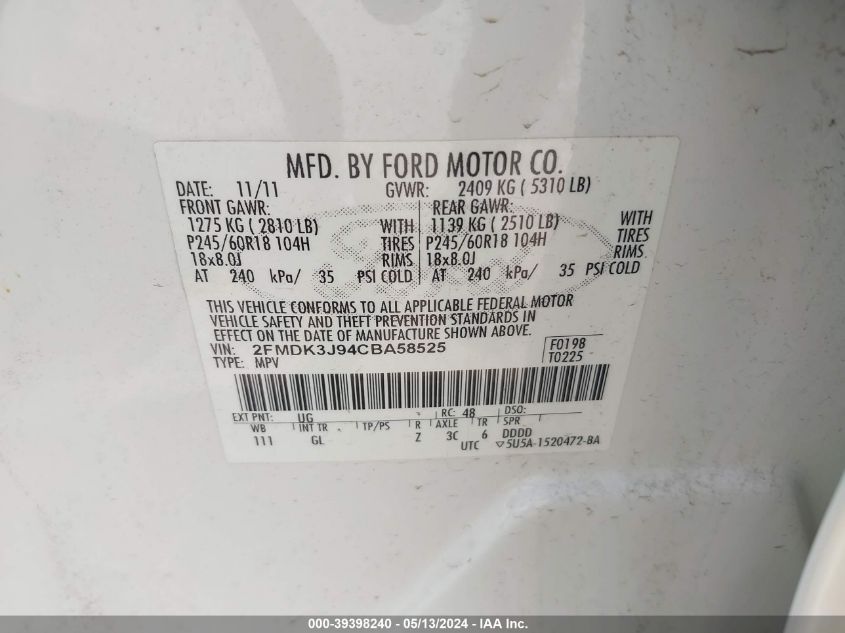 MFD. BY FORD MOTOR CO.
DATE: 11/11 GVWR: 2409 KG ( 5310 LB)
FRONT GAWR: REAR GAWR:
1275 KG ( 2810 LB) WITH 1139 KG ( 2510 LB) WITH
P245/60R18 104H TIRES P245/60R18 104H TIRES
18x8.0J RIMS 18x8.0J RIMS
AT 240 kPa/ 35 PSI COLD AT 240 kPa/ 35 PSI COLD
THIS VEHICLE CONFORMS TO ALL APPLICABLE FEDERAL MOTOR
VEHICLE SAFETY AND THEFT PREVENTION STANDARDS IN
EFFECT ON THE DATE OF MANUFACTURE SHOWN ABOVE.
VIN: 2FMDK3J94CBA58525 F0198
TYPE: MPV T0225
EXT PNT: UG RC: 48 DSO:
WB INT TR TP/PS R AXLE TR SPR
111 GL Z 3C 6 DDDD
UTC ▽5U5A-1520472-BA
000-39398240 - 05/13/2024 - IAA Inc.